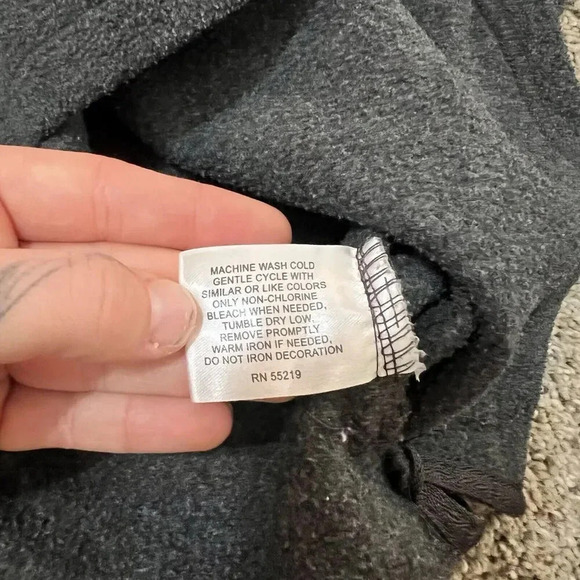 MACHINE WASH COLD
GENTLE CYCLE WITH
SIMILAR OR LIKE COLORS
ONLY NON-CHLORINE
BLEACH WHEN NEEDED,
TUMBLE DRY LOW.
REMOVE PROMPTLY
WARM IRON IF NEEDED,
DO NOT IRON DECORATION
RN 55219